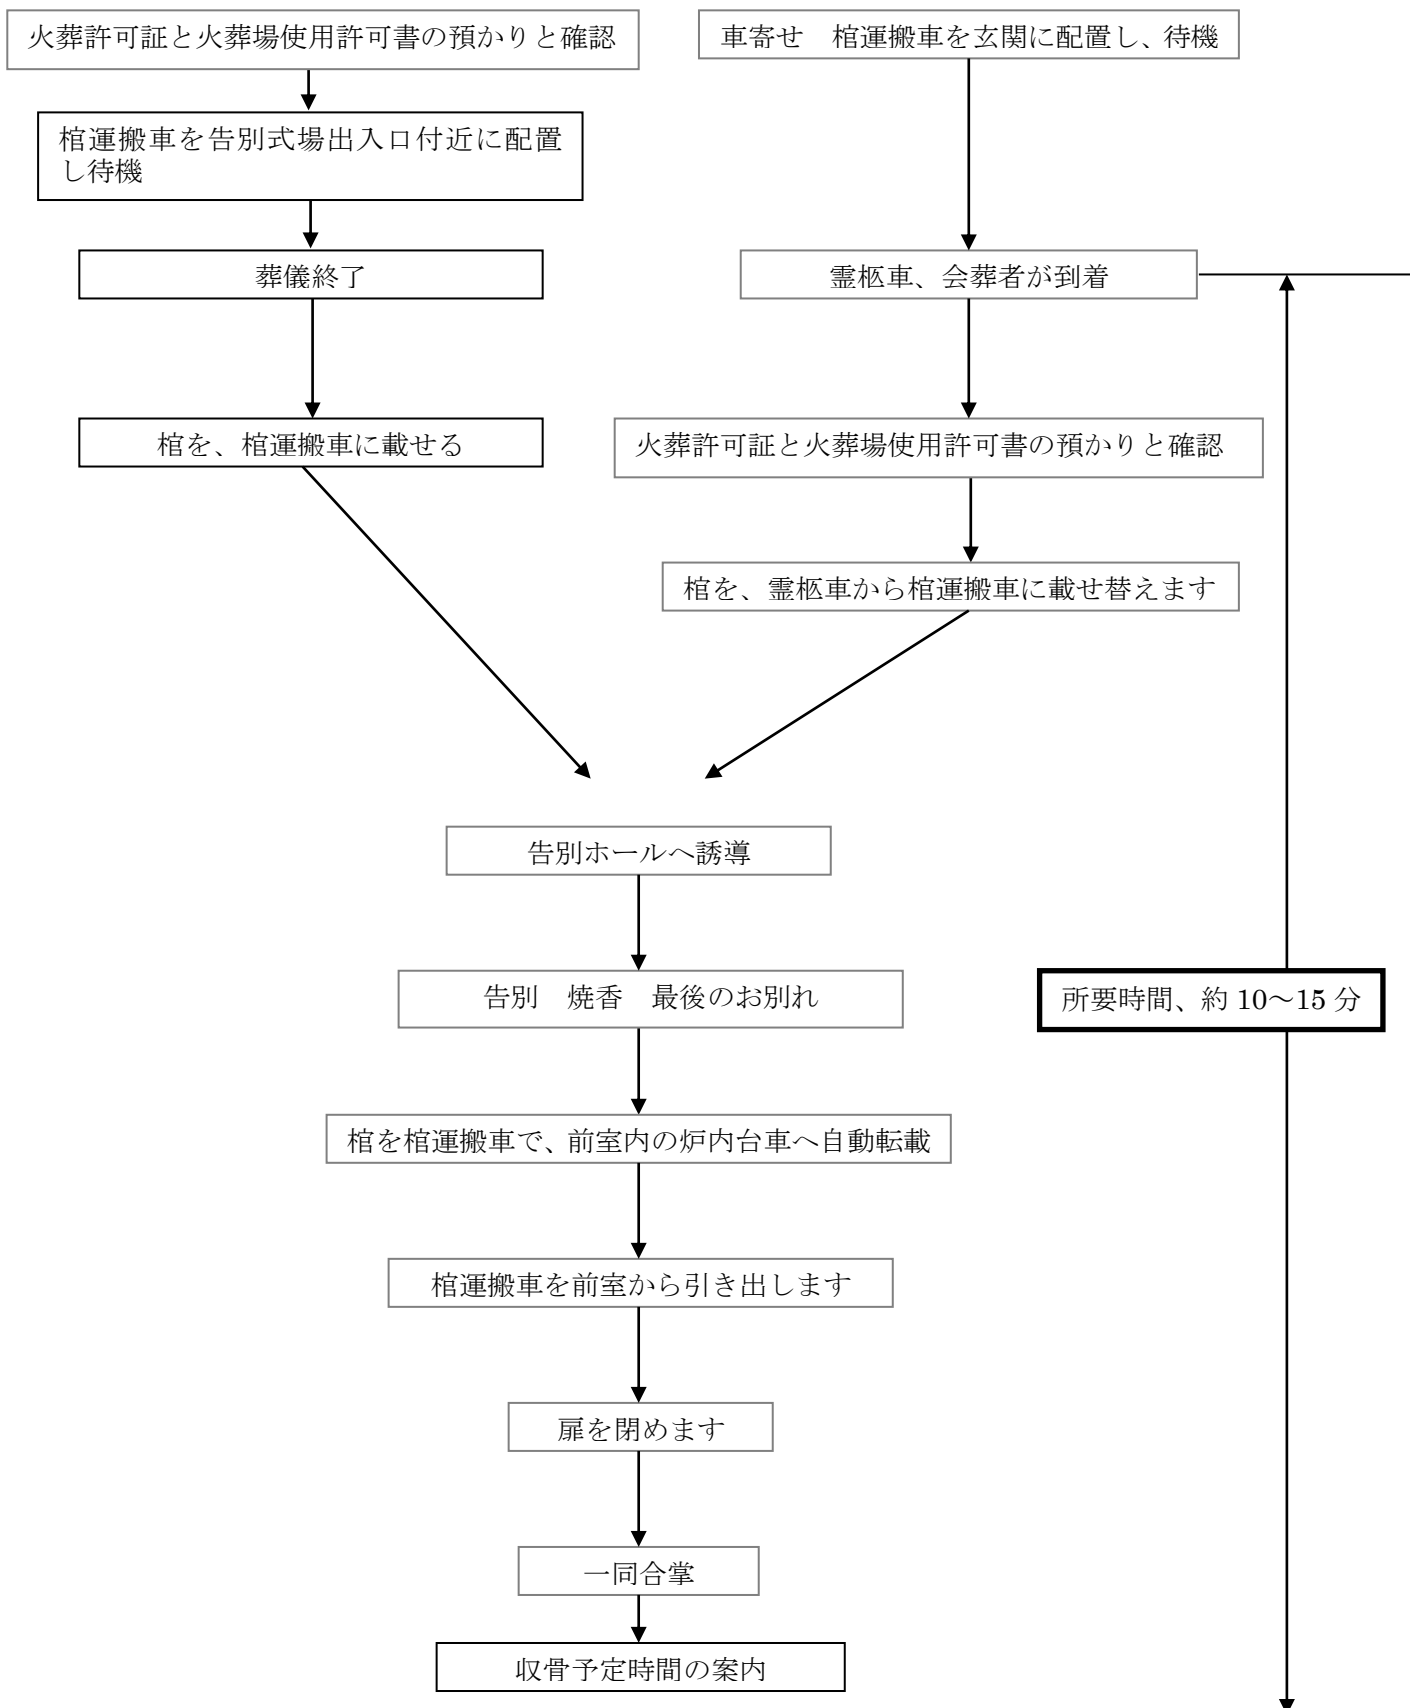 火葬許可証と火葬場使用許可書の預かりと確認
棺運搬車を告別式場出入口付近に配置
し待機
葬儀終了
棺を、棺運搬車に載せる
車寄せ　棺運搬車を玄関に配置し、待機
霊柩車、会葬者が到着
火葬許可証と火葬場使用許可書の預かりと確認
棺を、霊柩車から棺運搬車に載せ替えます
告別ホールへ誘導
告別　焼香　最後のお別れ
所要時間、約 10～15 分
棺を棺運搬車で、前室内の炉内台車へ自動転載
棺運搬車を前室から引き出します
扉を閉めます
一同合掌
収骨予定時間の案内